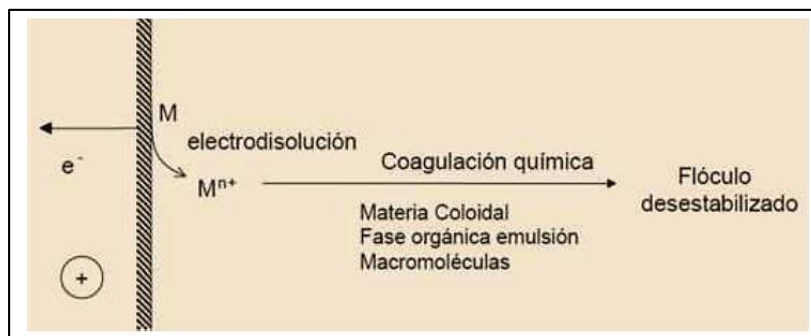 M
electrodisolución
e-
Mn+
Coagulación química
Materia Coloidal
Fase orgánica emulsión
Macromoléculas
Flóculo
desestabilizado
+